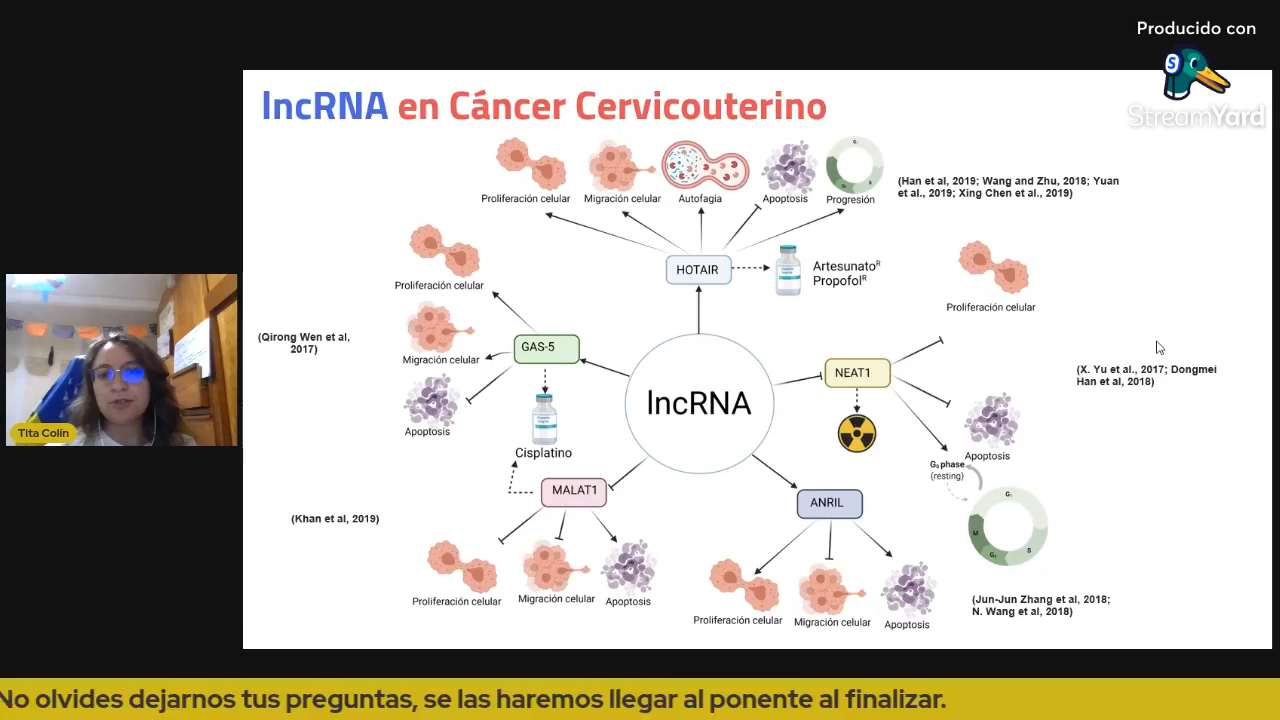 Producido con
StreamYard
lncRNA en Cáncer Cervicouterino
Proliferación celular
Migración celular
Autofagia
Apoptosis
Progresión
(Han et al, 2019; Wang and Zhu, 2018; Yuan
et al., 2019; Xing Chen et al., 2019)
HOTAIR
Artesunatoᴿ
Propofolᴿ
Proliferación celular
Proliferación celular
(Qirong Wen et al,
2017)
Migración celular
GAS-5
Apoptosis
Cisplatino
lncRNA
NEAT1
(X. Yu et al., 2017; Dongmei
Han et al, 2018)
Apoptosis
G₀ phase
(resting)
G₁
M
S
G₂
MALAT1
(Khan et al, 2019)
Proliferación celular
Migración celular
Apoptosis
ANRIL
Proliferación celular
Migración celular
Apoptosis
(Jun-Jun Zhang et al, 2018;
N. Wang et al, 2018)
Tita Colín
No olvides dejarnos tus preguntas, se las haremos llegar al ponente al finalizar.